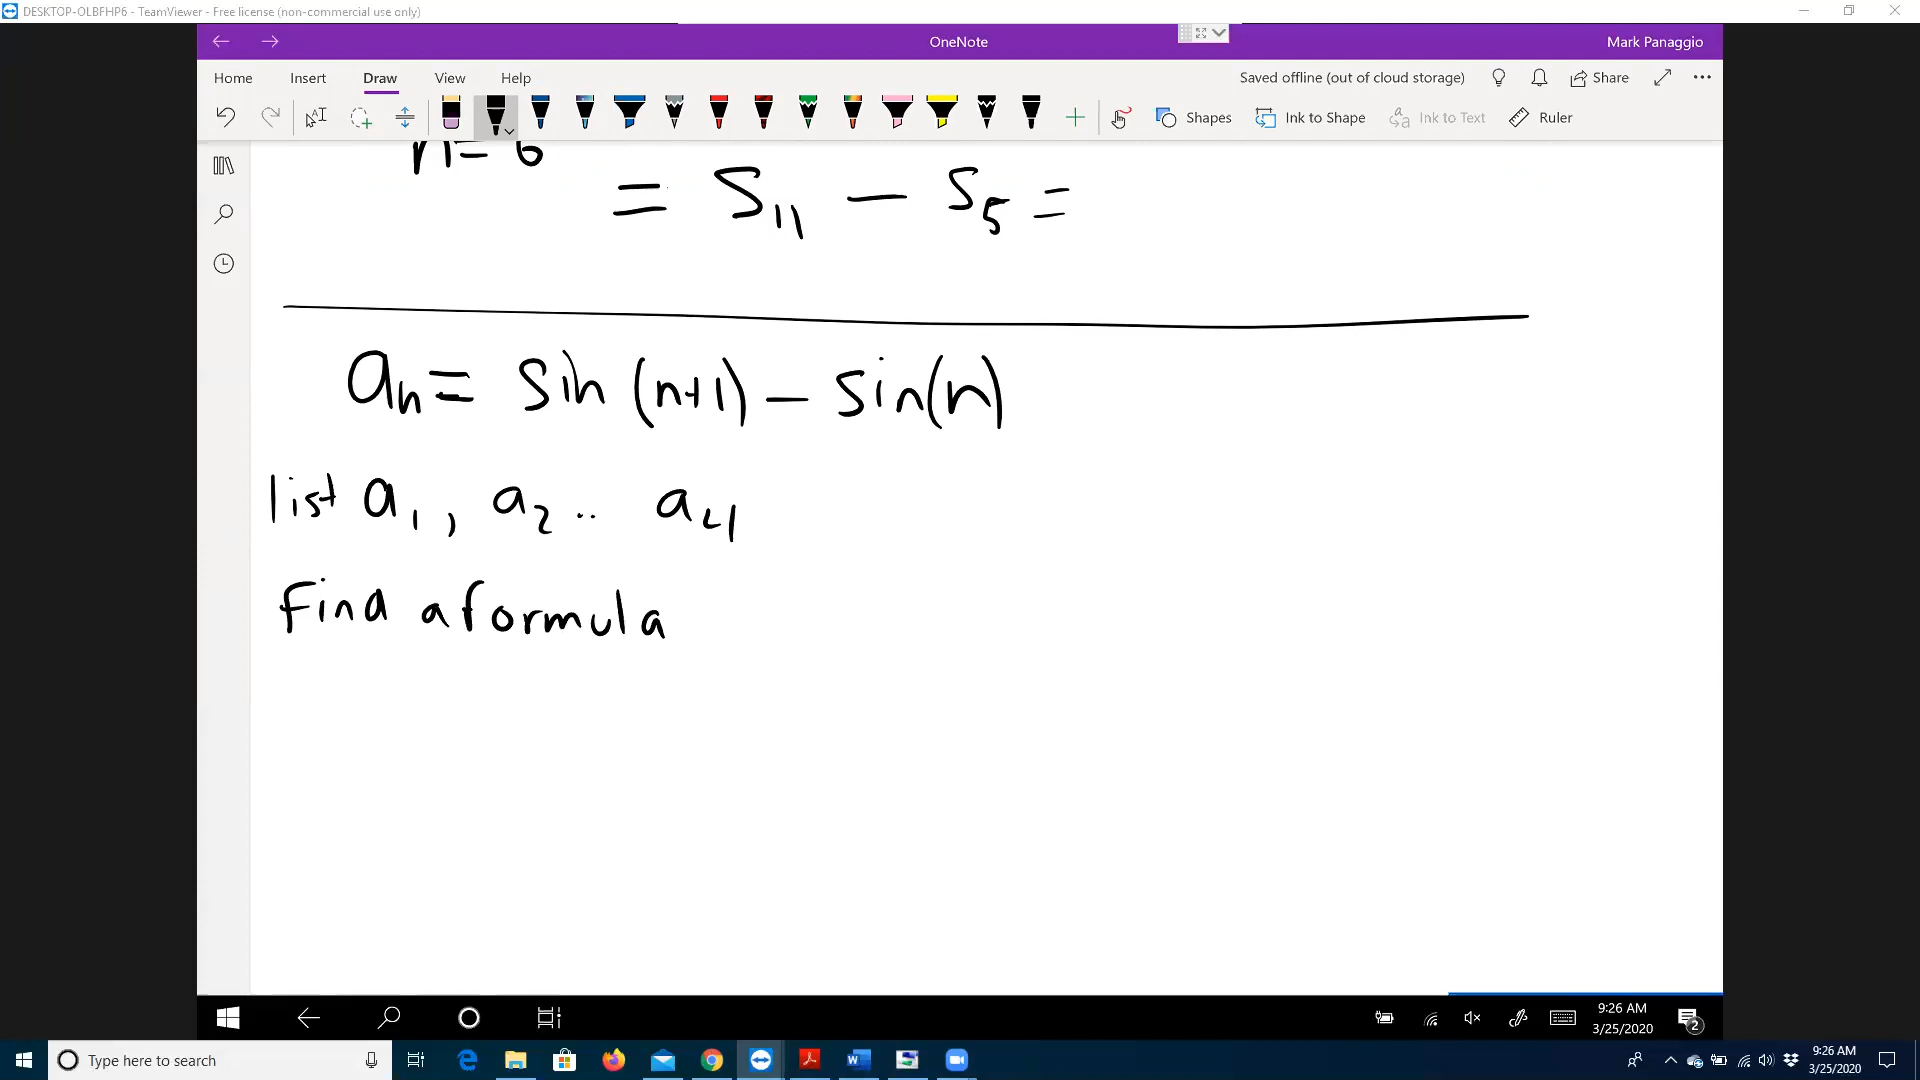 DESKTOP-OLBFHP6 - TeamViewer - Free license (non-commercial use only)
OneNote
Mark Panaggio
Home Insert Draw View Help
Saved offline (out of cloud storage) Share
Shapes Ink to Shape Ink to Text Ruler
n= 6
= S₁₁ — S₅ =
aₙ= sin (n+1) — sin(n)
list a₁, a₂ .. a₄
Find a formula
9:26 AM
3/25/2020
2
Type here to search
9:26 AM
3/25/2020